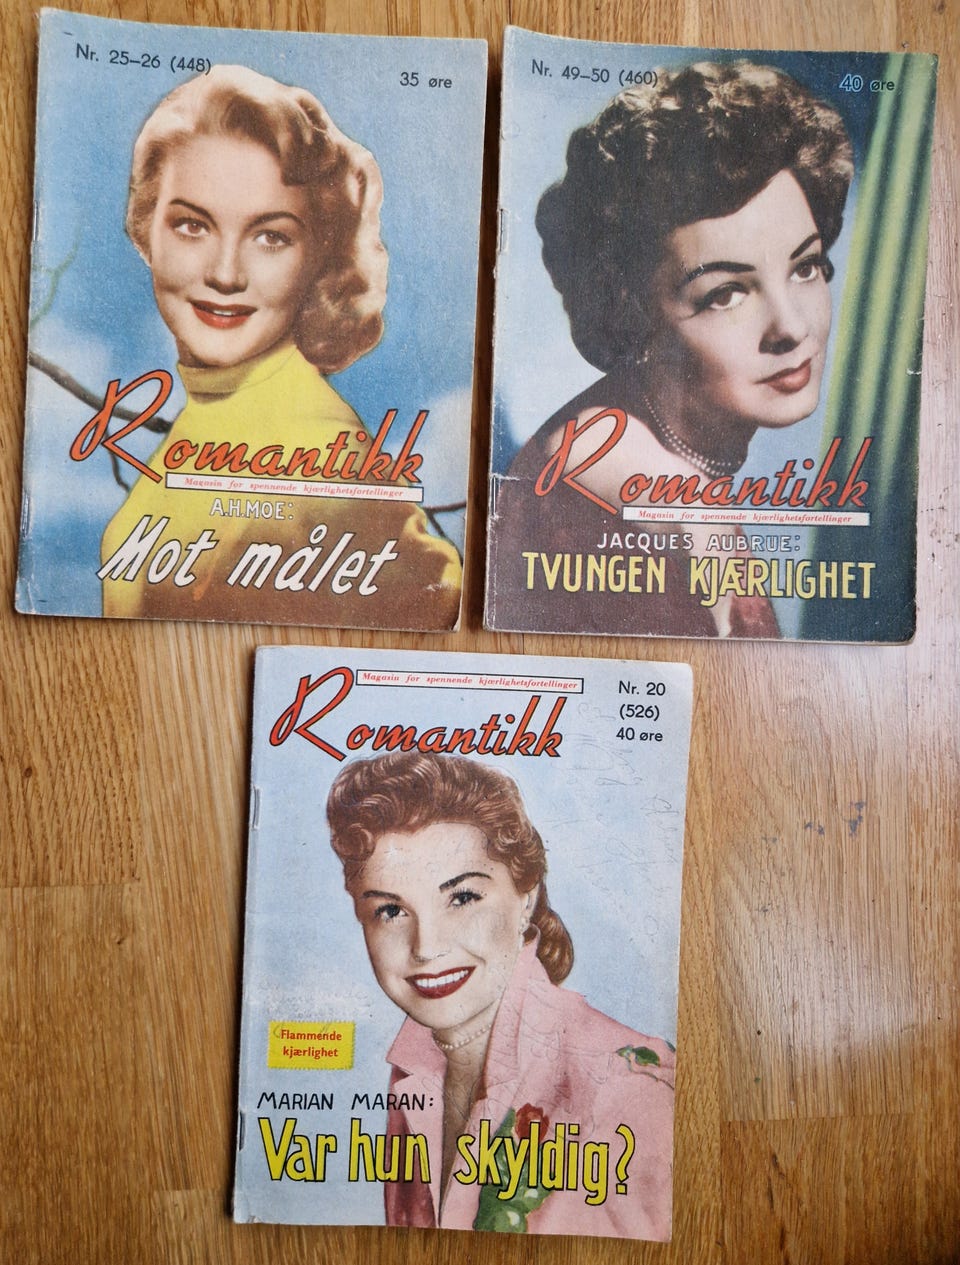 Nr. 25–26 (448)
35 øre
Romantikk
Magasin for spennende kjærlighetsfortellinger
A.H.MOE:
Mot målet
Nr. 49–50 (460)
40 øre
Romantikk
Magasin for spennende kjærlighetsfortellinger
JACQUES AUBRUE:
TVUNGEN KJÆRLIGHET
Magasin for spennende kjærlighetsfortellinger
Romantikk
Nr. 20
(526)
40 øre
Flammende
kjærlighet
MARIAN MARAN:
Var hun skyldig?